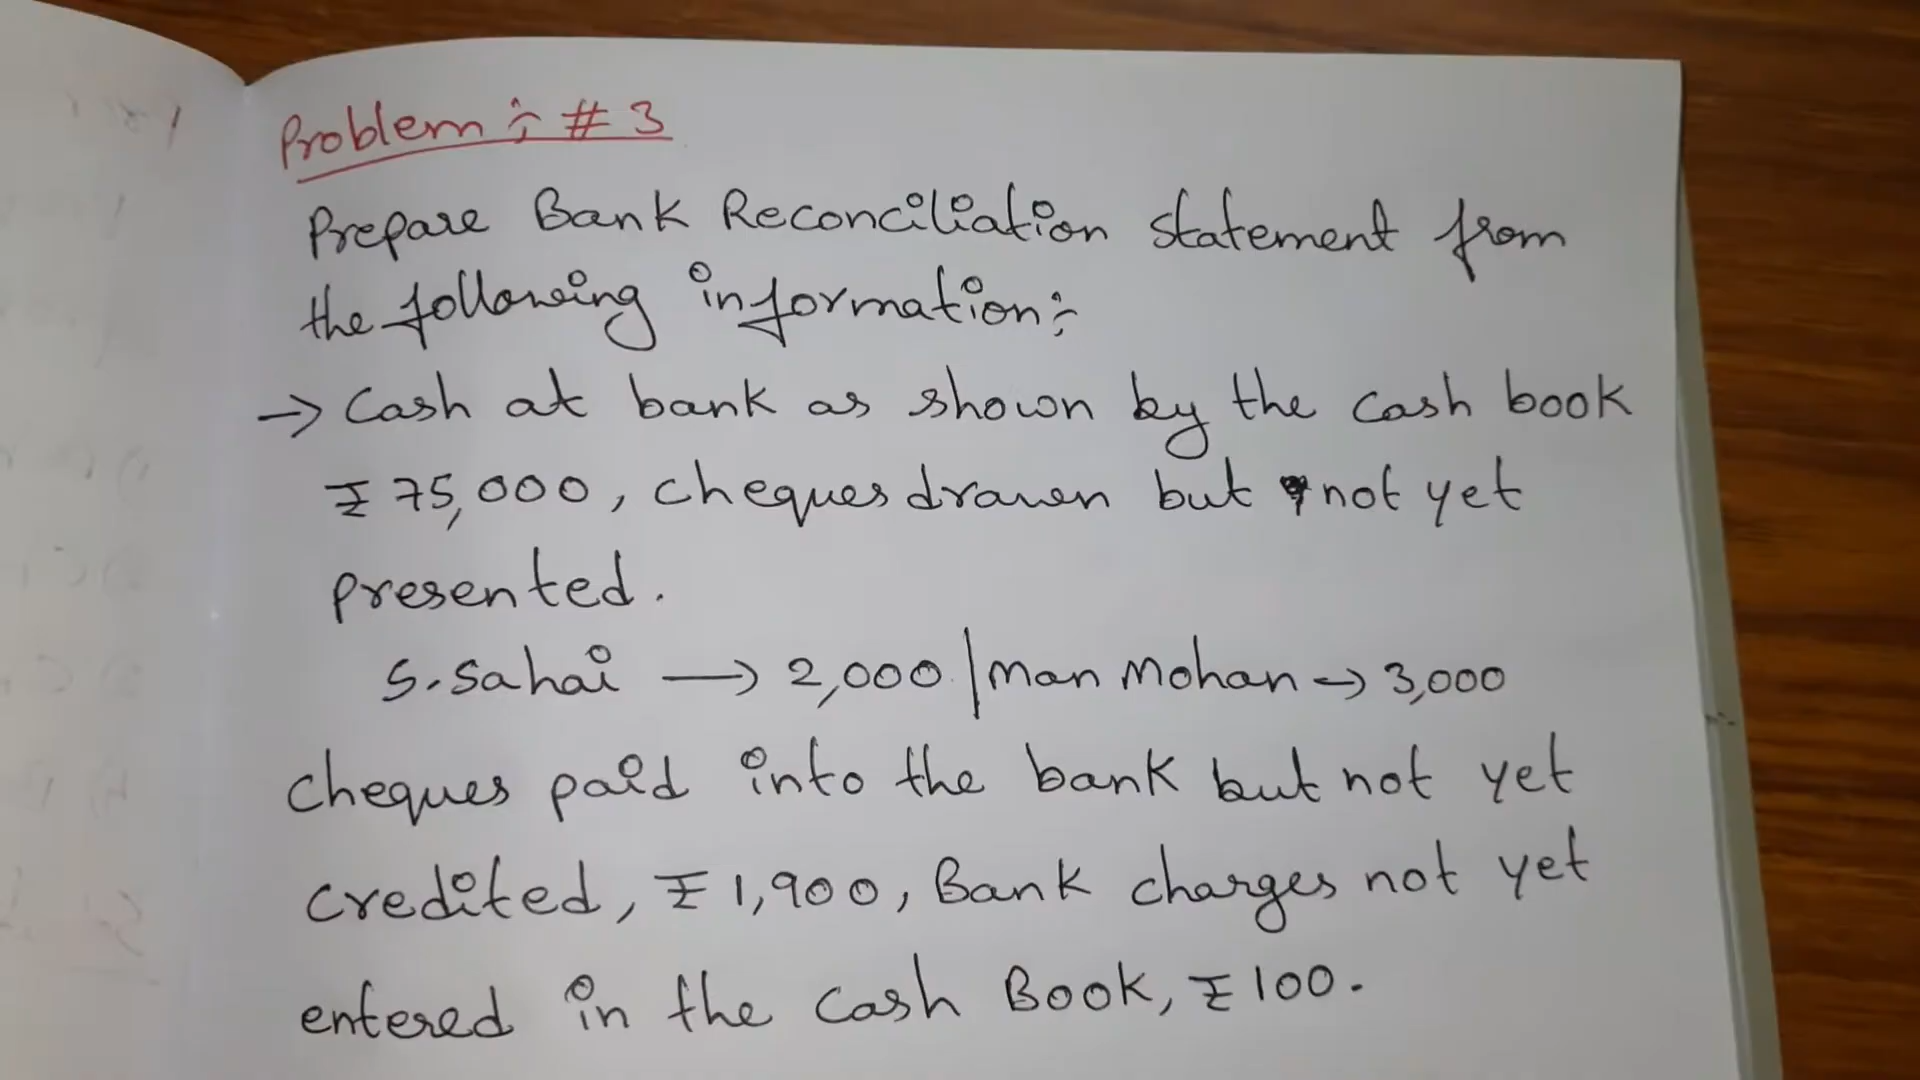 Problem :- # 3
Prepare Bank Reconciliation statement from
the following information:-
→ Cash at bank as shown by the cash book
₹ 75,000, cheques drawn but not yet
presented.
S. Sahai → 2,000 | Man Mohan → 3,000
cheques paid into the bank but not yet
credited, ₹ 1,900, Bank charges not yet
entered in the cash Book, ₹ 100.